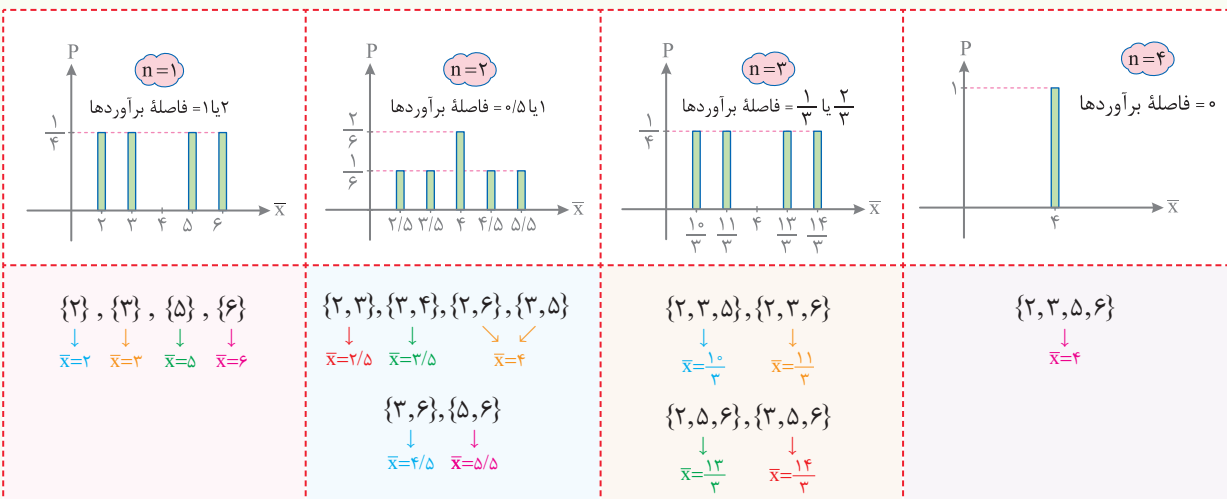 P
n=۱
۲یا۱= فاصلهٔ برآوردها
۱/۴
۲ ۳ ۴ ۵ ۶
x̄
P
n=۲
۱یا۰/۵= فاصلهٔ برآوردها
۲/۶
۱/۶
۲/۵ ۳/۵ ۴ ۴/۵ ۵/۵
x̄
P
n=۳
۲/۳ یا ۱/۳ = فاصلهٔ برآوردها
۱/۴
۱۰/۳ ۱۱/۳ ۴ ۱۳/۳ ۱۴/۳
x̄
P
n=۴
۰ = فاصلهٔ برآوردها
۱
۴
x̄
{۲} , {۳} , {۵} , {۶}
x̄=۲ x̄=۳ x̄=۵ x̄=۶
{۲,۳},{۳,۴},{۲,۶},{۳,۵}
x̄=۲/۵ x̄=۳/۵ x̄=۴
{۳,۶},{۵,۶}
x̄=۴/۵ x̄=۵/۵
{۲,۳,۵},{۲,۳,۶}
x̄=۱۰/۳ x̄=۱۱/۳
{۲,۵,۶},{۳,۵,۶}
x̄=۱۳/۳ x̄=۱۴/۳
{۲,۳,۵,۶}
x̄=۴